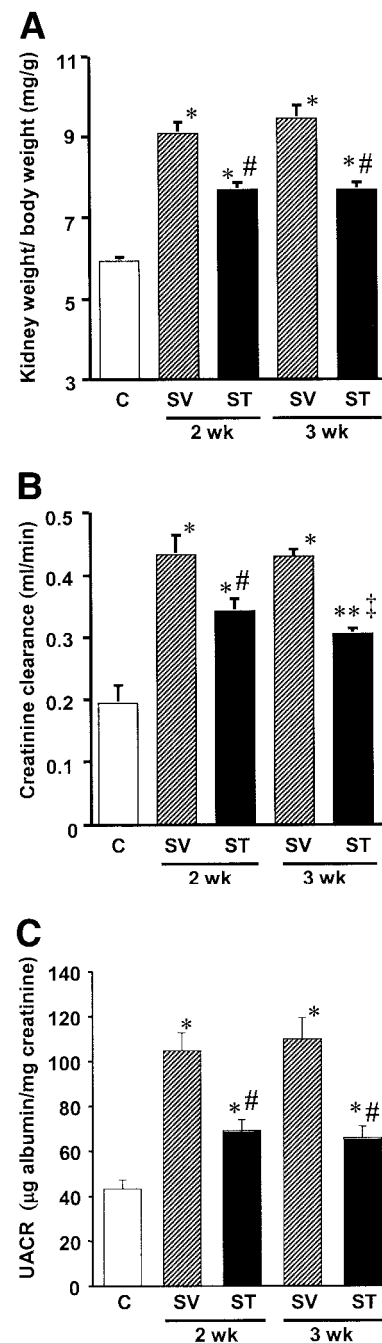 A
Kidney weight/ body weight (mg/g)
11
9
7
5
3
*
*#
*
*#
C SV ST SV ST
2 wk 3 wk
B
Creatinine clearance (ml/min)
0.5
0.4
0.3
0.2
0.1
0
*
*#
*
**‡
C SV ST SV ST
2 wk 3 wk
C
UACR (µg albumin/mg creatinine)
140
120
100
80
60
40
20
0
*
*#
*
*#
C SV ST SV ST
2 wk 3 wk